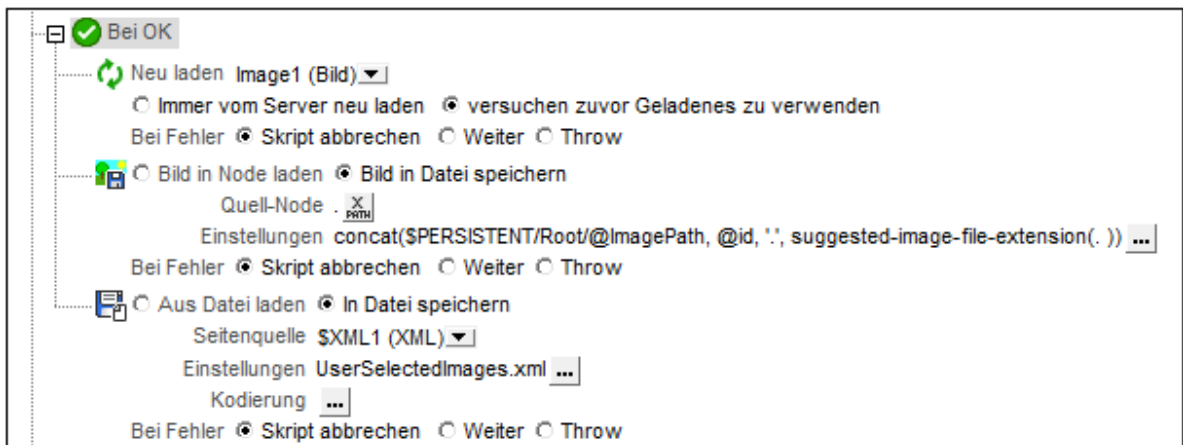 Bei OK
Neu laden Image1 (Bild)
Immer vom Server neu laden versuchen zuvor Geladenes zu verwenden
Bei Fehler Skript abbrechen Weiter Throw
Bild in Node laden Bild in Datei speichern
Quell-Node . X PATH
Einstellungen concat($PERSISTENT/Root/@ImagePath, @id, '.', suggested-image-file-extension(. )) ...
Bei Fehler Skript abbrechen Weiter Throw
Aus Datei laden In Datei speichern
Seitenquelle $XML1 (XML)
Einstellungen UserSelectedImages.xml ...
Kodierung ...
Bei Fehler Skript abbrechen Weiter Throw